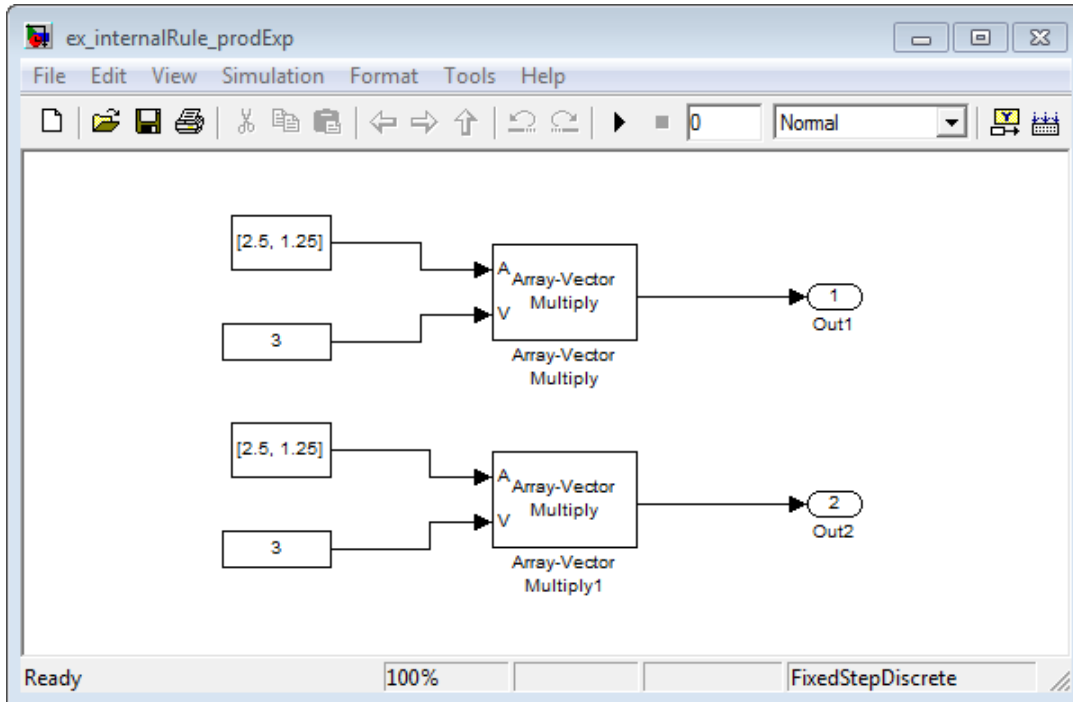 ex_internalRule_prodExp
File Edit View Simulation Format Tools Help
0 Normal
[2.5, 1.25]
A Array-Vector
Multiply
V
3
Array-Vector
Multiply
1
Out1
[2.5, 1.25]
A Array-Vector
Multiply
V
3
Array-Vector
Multiply1
2
Out2
Ready 100% FixedStepDiscrete